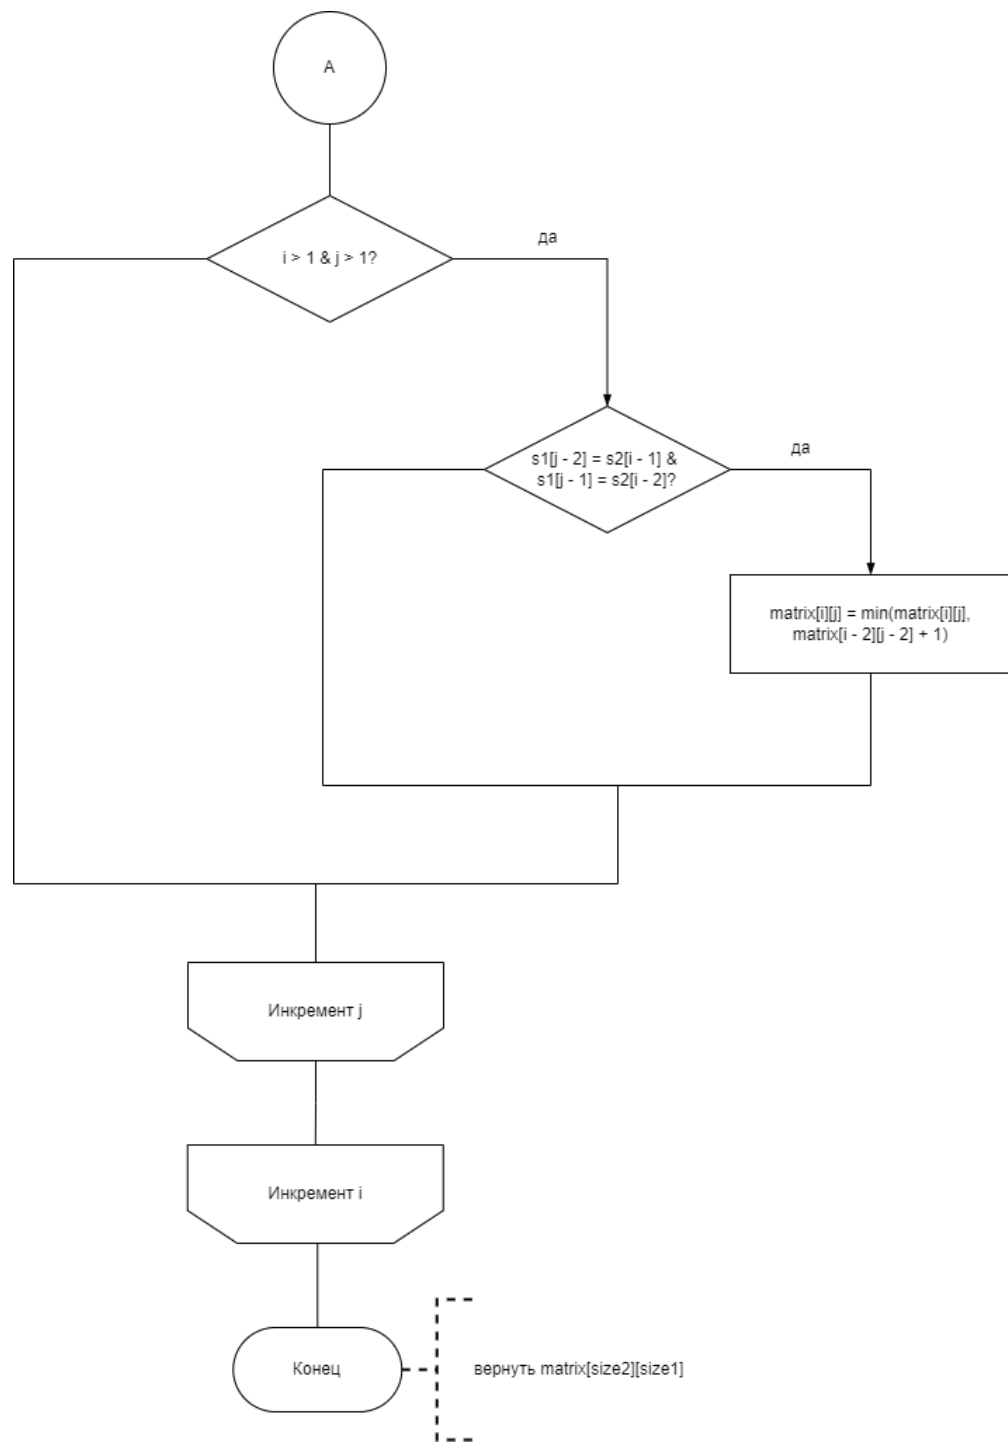 A
i > 1 & j > 1?
да
s1[j - 2] = s2[i - 1] &
s1[j - 1] = s2[i - 2]?
да
matrix[i][j] = min(matrix[i][j],
matrix[i - 2][j - 2] + 1)
Инкремент j
Инкремент i
Конец
вернуть matrix[size2][size1]